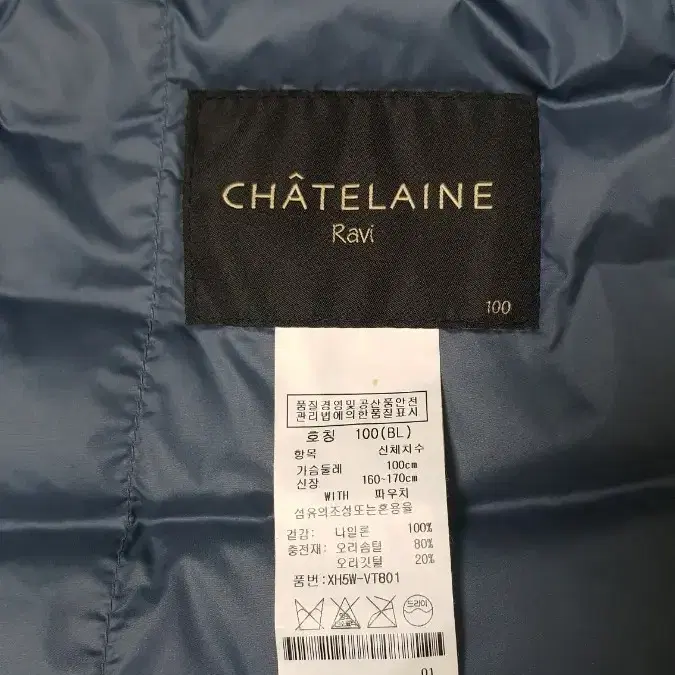 CHÂTELAINE
Ravi
100
품질경영및공산품안전
관리법에의한품질표시
호칭 100(BL)
항목 신체치수
가슴둘레 100cm
신장 160~170cm
WITH 파우치
섬유의조성또는혼용율
겉감: 나일론 100%
충전재: 오리솜털 80%
오리깃털 20%
품번: XH5W-VT801
드라이
01